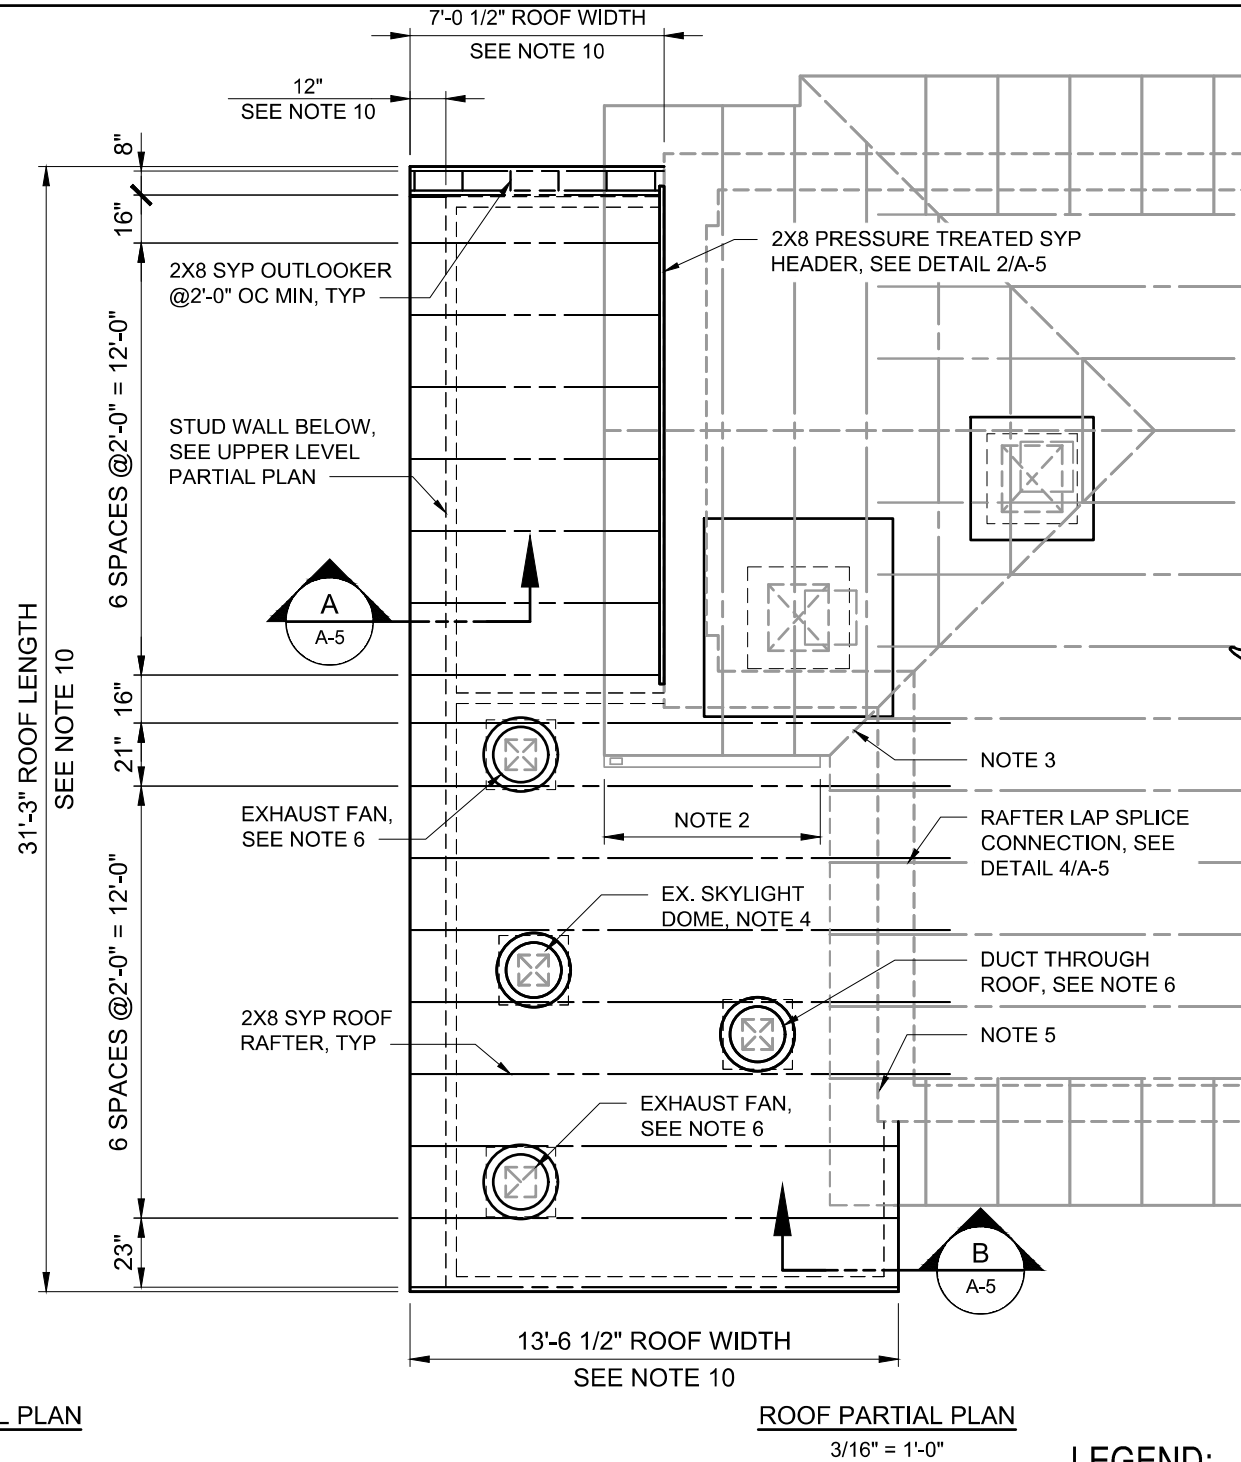 7'-0 1/2" ROOF WIDTH
SEE NOTE 10
12"
SEE NOTE 10
8"
16"
2X8 PRESSURE TREATED SYP
HEADER, SEE DETAIL 2/A-5
2X8 SYP OUTLOOKER
@2'-0" OC MIN, TYP
6 SPACES @2'-0" = 12'-0"
STUD WALL BELOW,
SEE UPPER LEVEL
PARTIAL PLAN
A
A-5
31'-3" ROOF LENGTH
SEE NOTE 10
16"
21"
NOTE 3
EXHAUST FAN,
SEE NOTE 6
NOTE 2
RAFTER LAP SPLICE
CONNECTION, SEE
DETAIL 4/A-5
EX. SKYLIGHT
DOME, NOTE 4
6 SPACES @2'-0" = 12'-0"
DUCT THROUGH
ROOF, SEE NOTE 6
2X8 SYP ROOF
RAFTER, TYP
NOTE 5
EXHAUST FAN,
SEE NOTE 6
23"
B
A-5
13'-6 1/2" ROOF WIDTH
SEE NOTE 10
L PLAN
ROOF PARTIAL PLAN
3/16" = 1'-0"
LEGEND: